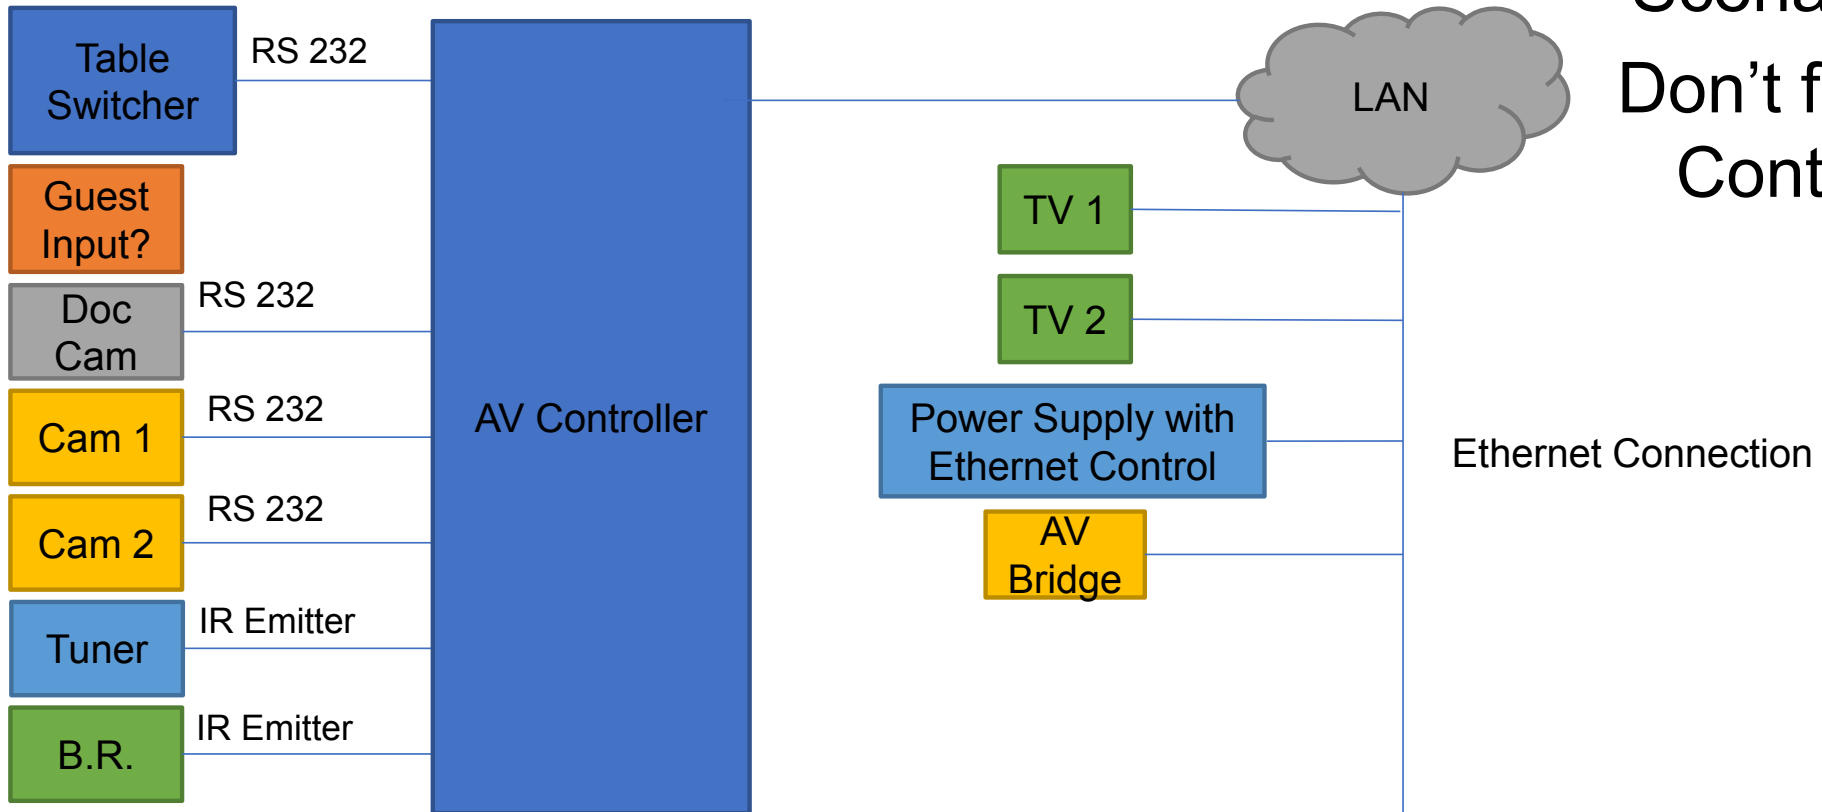 Table
Switcher
RS 232
Guest
Input?
Doc
Cam
RS 232
Cam 1
RS 232
Cam 2
RS 232
Tuner
IR Emitter
B.R.
IR Emitter
AV Controller
LAN
TV 1
TV 2
Power Supply with
Ethernet Control
AV
Bridge
Ethernet Connection
Don’t